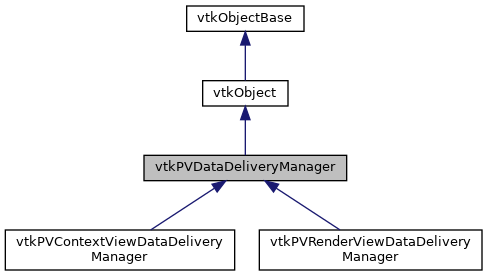 vtkObjectBase
vtkObject
vtkPVDataDeliveryManager
vtkPVContextViewDataDelivery
Manager
vtkPVRenderViewDataDelivery
Manager